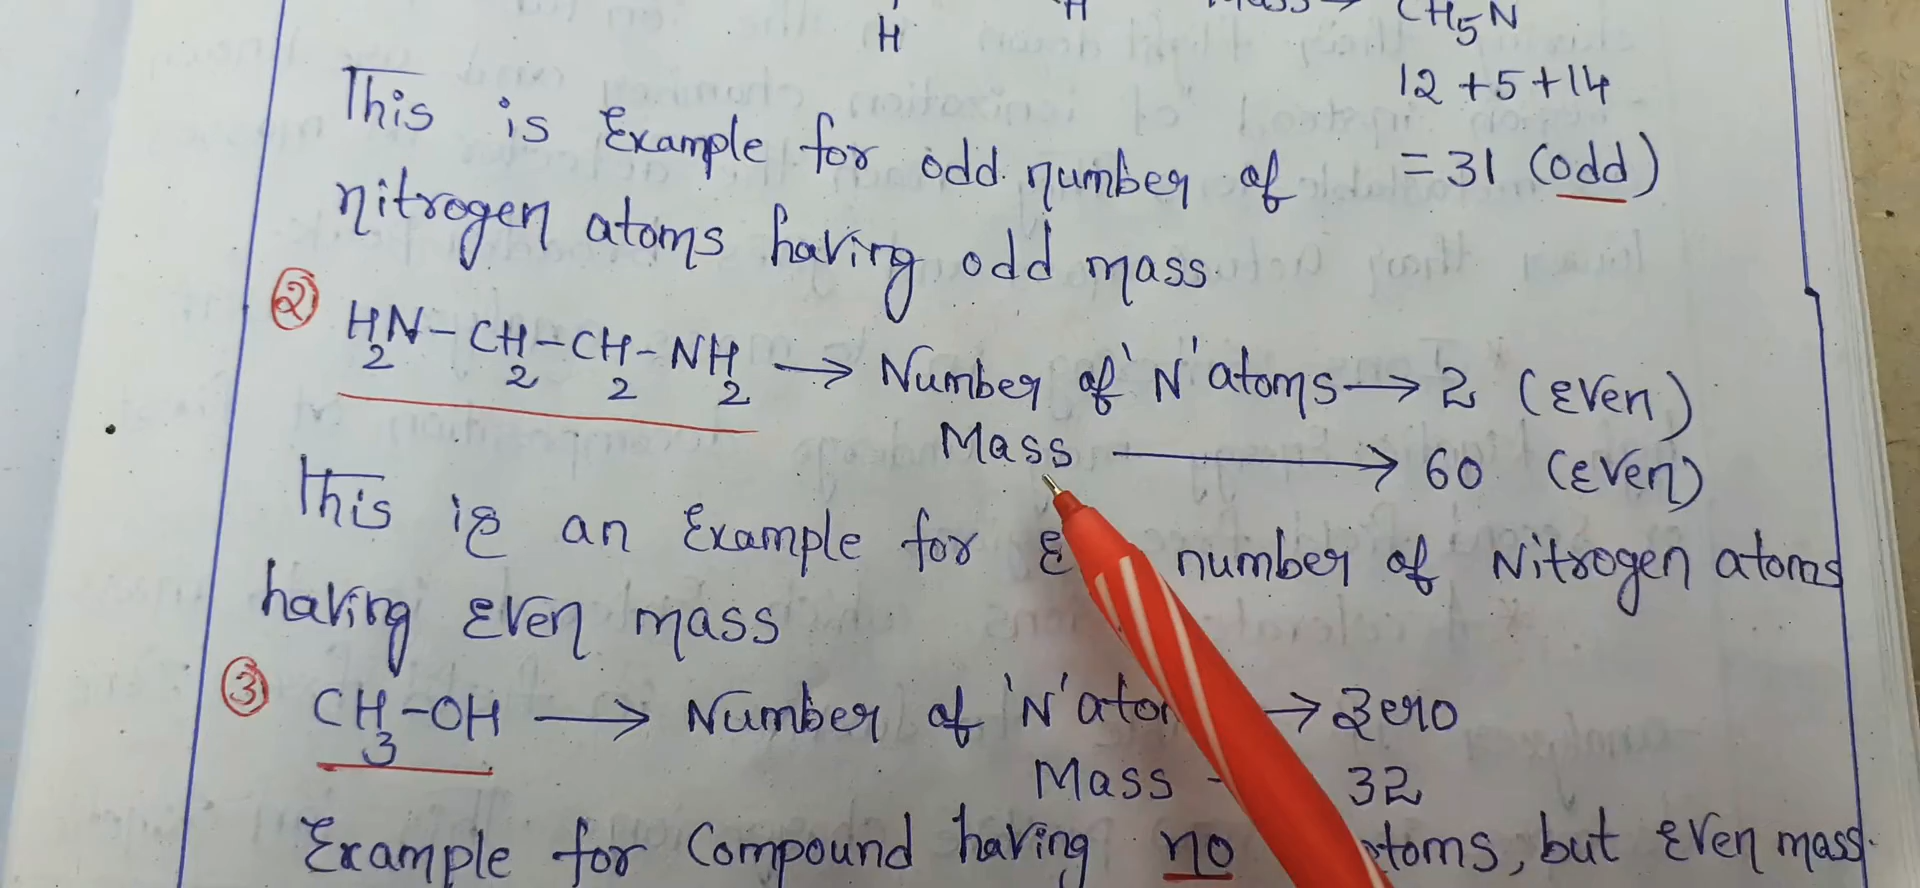 H H Mass → CH5N
12 + 5 + 14
This is Example for odd number of = 31 (odd)
nitrogen atoms having odd mass.
② H2N - CH2 - CH2 - NH2 → Number of 'N' atoms → 2 (Even)
Mass → 60 (Even)
This is an Example for number of Nitrogen atoms
having Even mass
③ CH3-OH → Number of 'N' → Zero
Mass - 32
Example for Compound having no but Even mass.